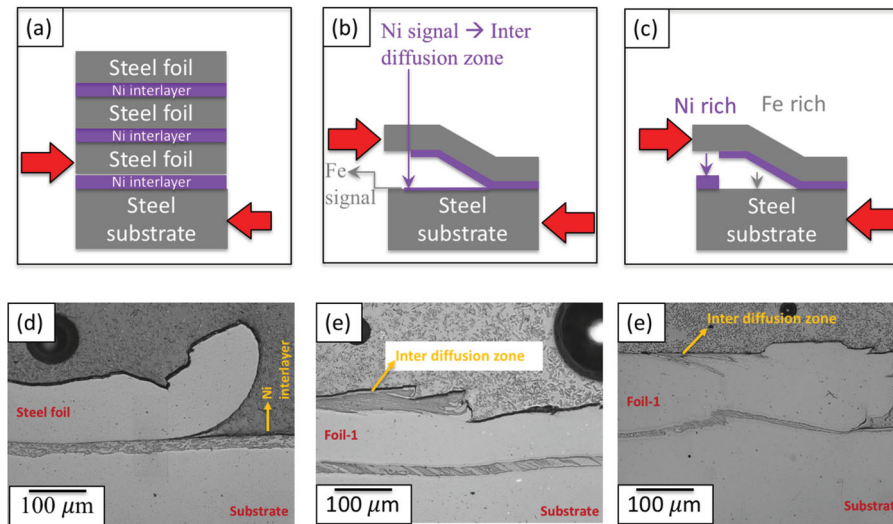 (a)
Steel foil
Ni interlayer
Steel foil
Ni interlayer
Steel foil
Ni interlayer
Steel
substrate
(b)
Ni signal → Inter
diffusion zone
Fe
signal
Steel
substrate
(c)
Ni rich
Fe rich
Steel
substrate
(d)
Steel foil
Ni
interlayer
100 μm
Substrate
(e)
Inter diffusion zone
Foil-1
100 μm
Substrate
(e)
Inter diffusion zone
Foil-1
100 μm
Substrat